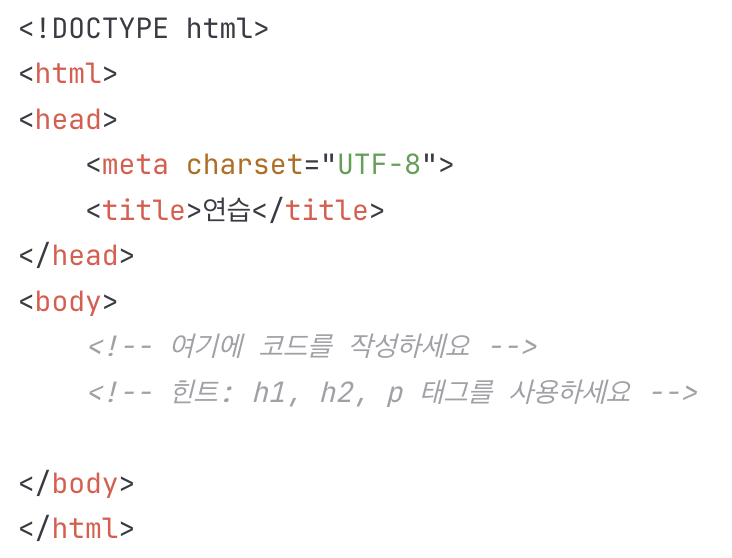 <!DOCTYPE html>
<html>
<head>
    <meta charset="UTF-8">
    <title>연습</title>
</head>
<body>
    <!-- 여기에 코드를 작성하세요 -->
    <!-- 힌트: h1, h2, p 태그를 사용하세요 -->

</body>
</html>